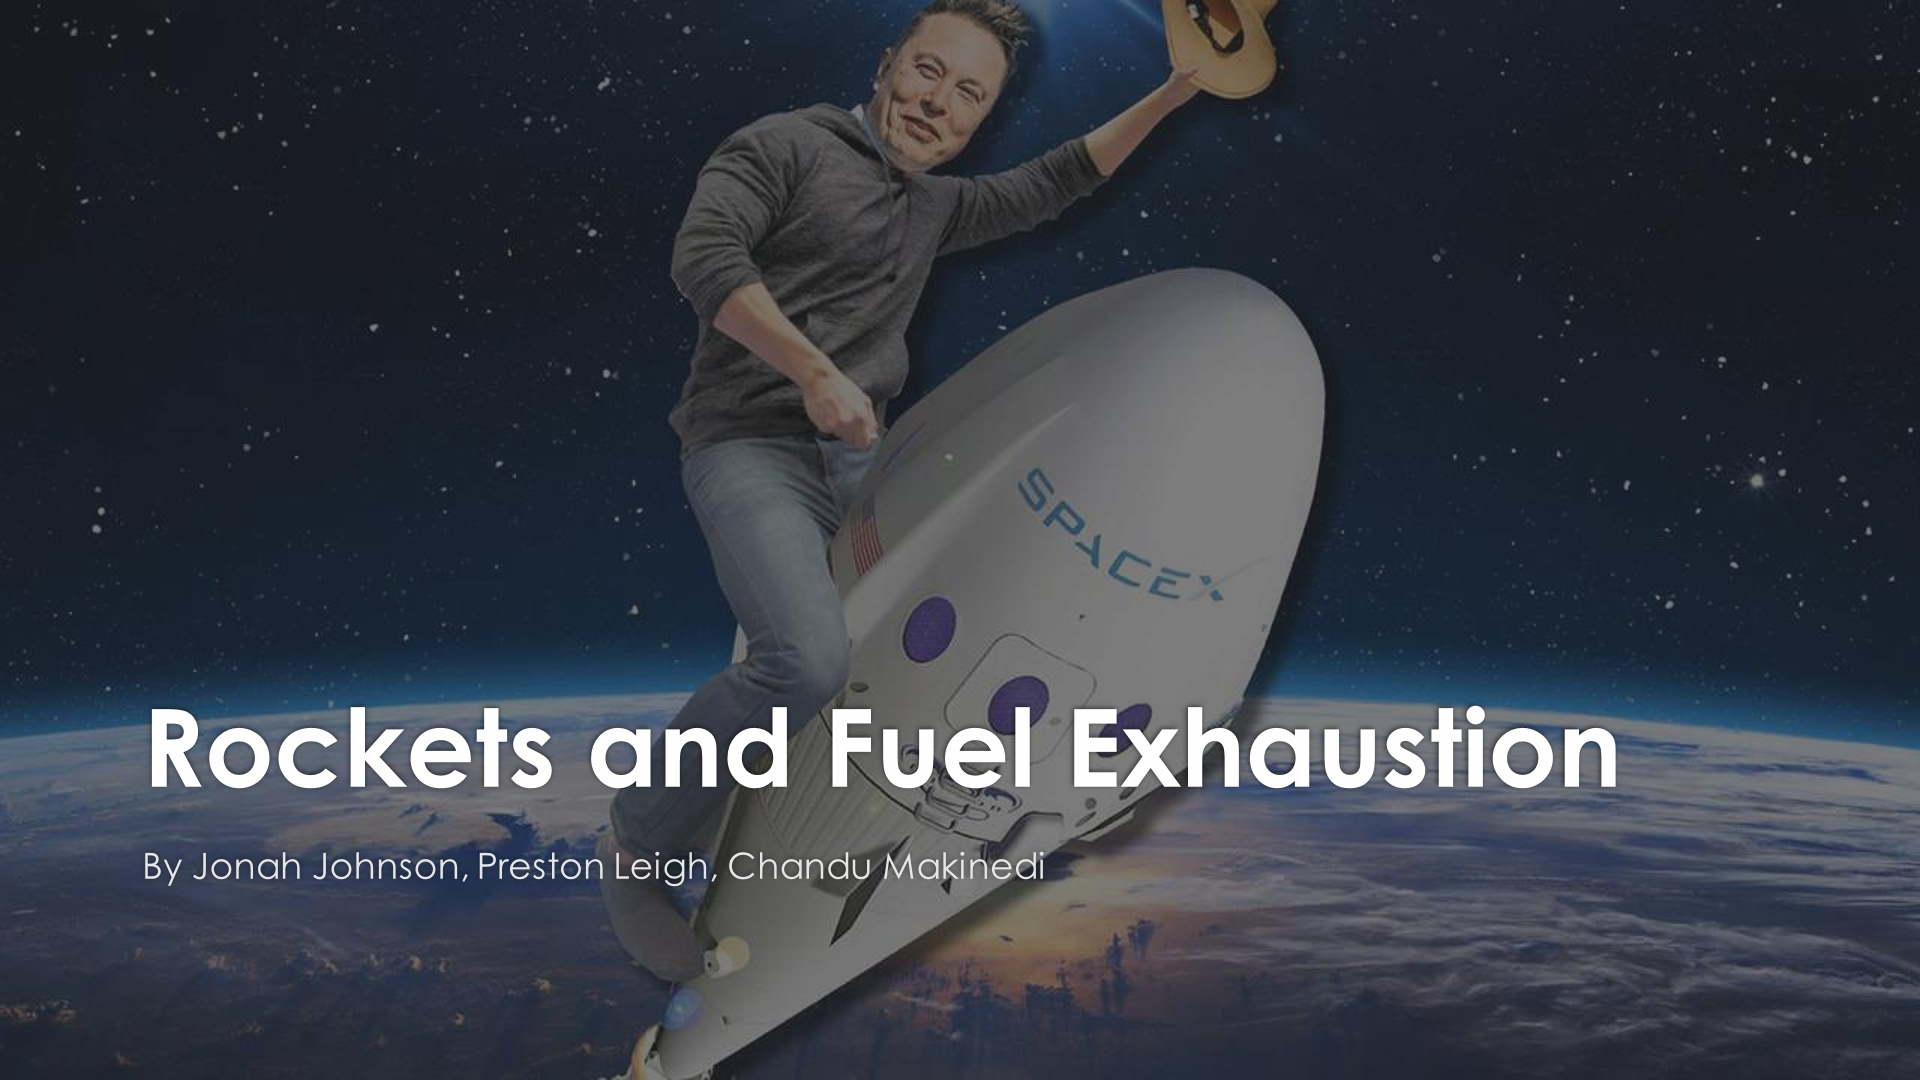 SPACEX
Rockets and Fuel Exhaustion
By Jonah Johnson, Preston Leigh, Chandu Makinedi